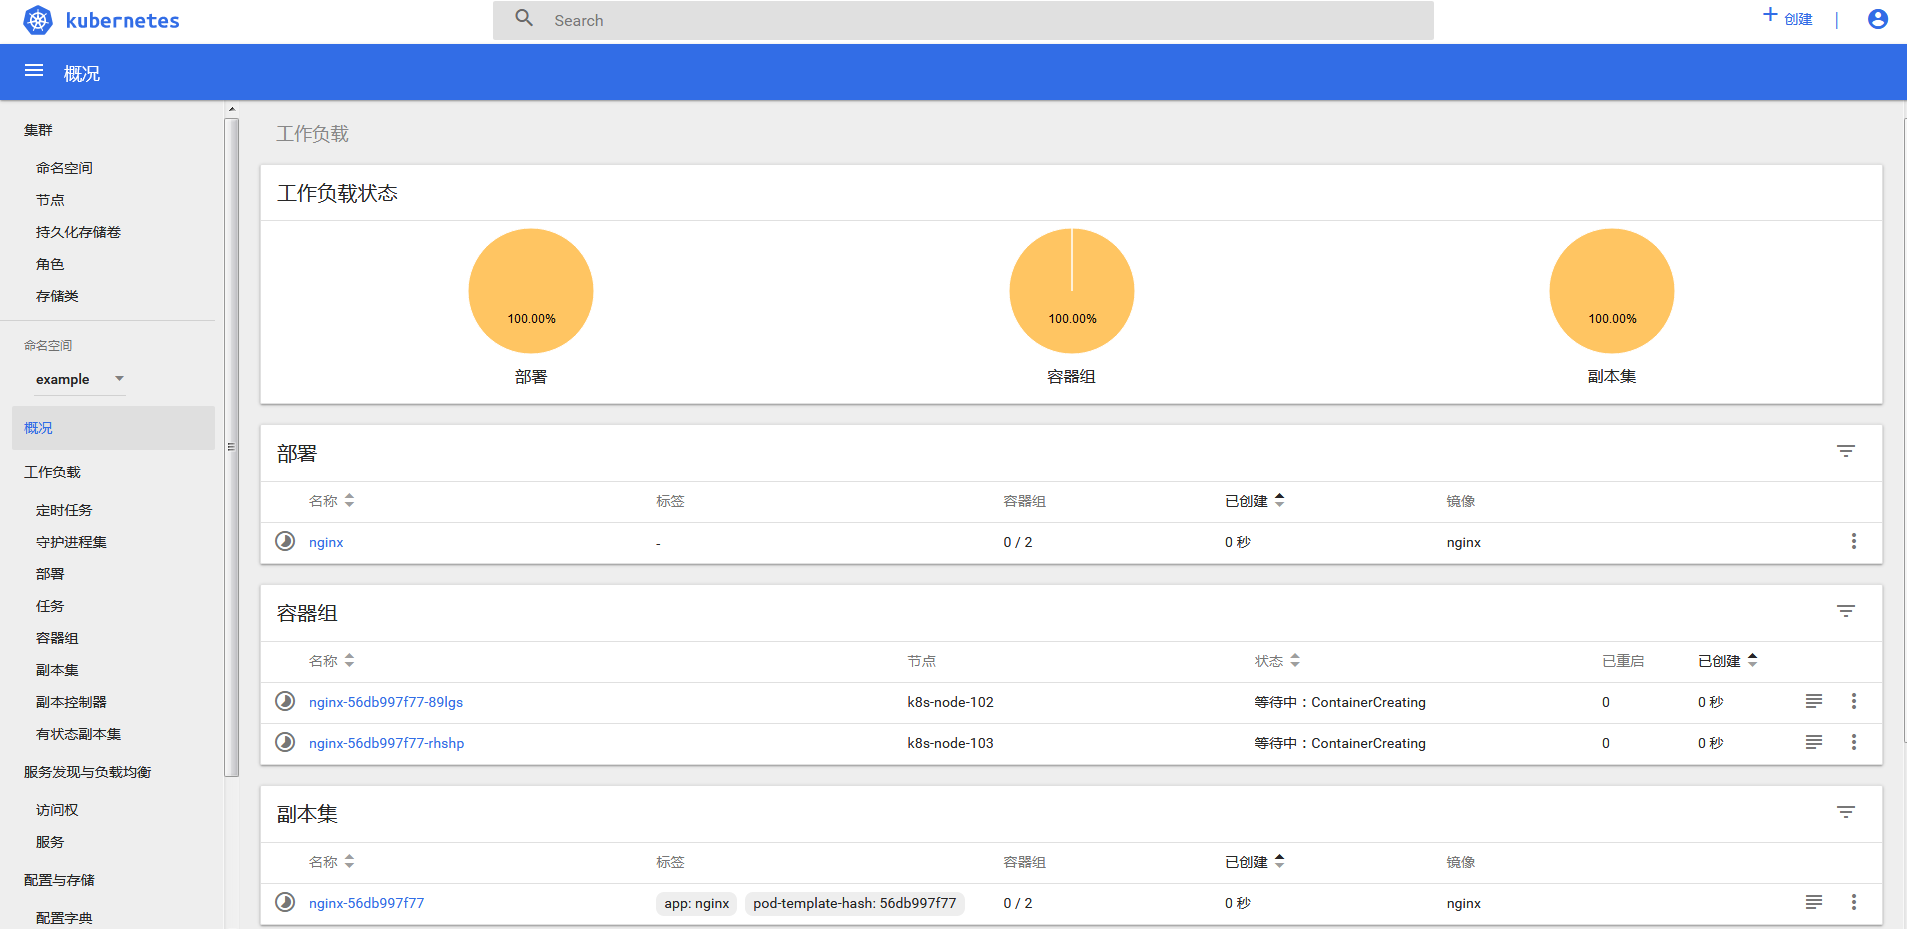 kubernetes
Search
+ 创建 |
概况
集群
命名空间
节点
持久化存储卷
角色
存储类
命名空间
example
概况
工作负载
定时任务
守护进程集
部署
任务
容器组
副本集
副本控制器
有状态副本集
服务发现与负载均衡
访问权
服务
配置与存储
配置字典
工作负载
工作负载状态
100.00% 100.00% 100.00%
部署 容器组 副本集
部署
名称 标签 容器组 已创建 镜像
nginx - 0 / 2 0 秒 nginx
容器组
名称 节点 状态 已重启 已创建
nginx-56db997f77-89lgs k8s-node-102 等待中：ContainerCreating 0 0 秒
nginx-56db997f77-rhshp k8s-node-103 等待中：ContainerCreating 0 0 秒
副本集
名称 标签 容器组 已创建 镜像
nginx-56db997f77 app: nginx pod-template-hash: 56db997f77 0 / 2 0 秒 nginx